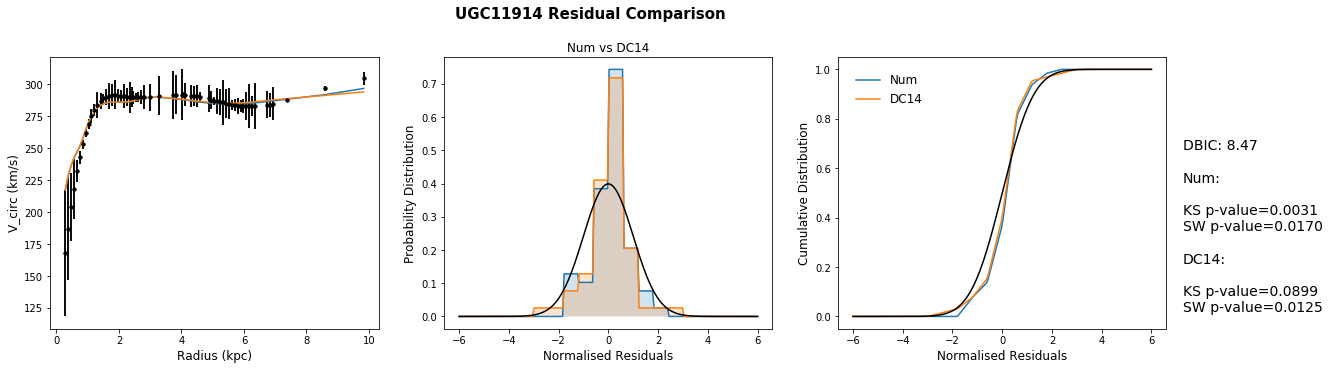 UGC11914 Residual Comparison
V_circ (km/s)
300
275
250
225
200
175
150
125
0
2
4
6
8
10
Radius (kpc)
Num vs DC14
Probability Distribution
0.7
0.6
0.5
0.4
0.3
0.2
0.1
0.0
−6
−4
−2
0
2
4
6
Normalised Residuals
Cumulative Distribution
1.0
0.8
0.6
0.4
0.2
0.0
Num
DC14
−6
−4
−2
0
2
4
6
Normalised Residuals
DBIC: 8.47
Num:
KS p-value=0.0031
SW p-value=0.0170
DC14:
KS p-value=0.0899
SW p-value=0.0125